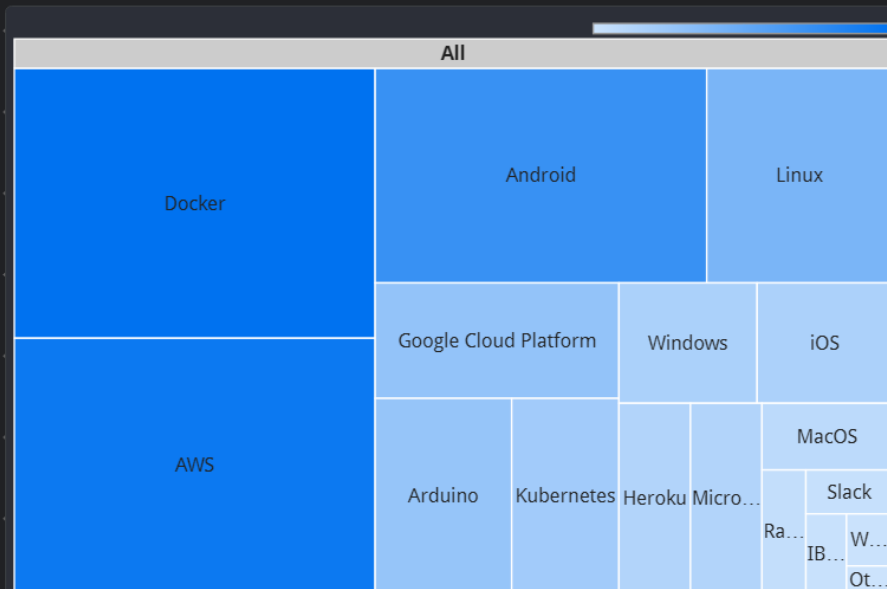 All
Docker
Android
Linux
Google Cloud Platform
Windows
iOS
AWS
Arduino
Kubernetes
Heroku
Micro…
MacOS
Slack
Ra…
IB…
W…
Ot…